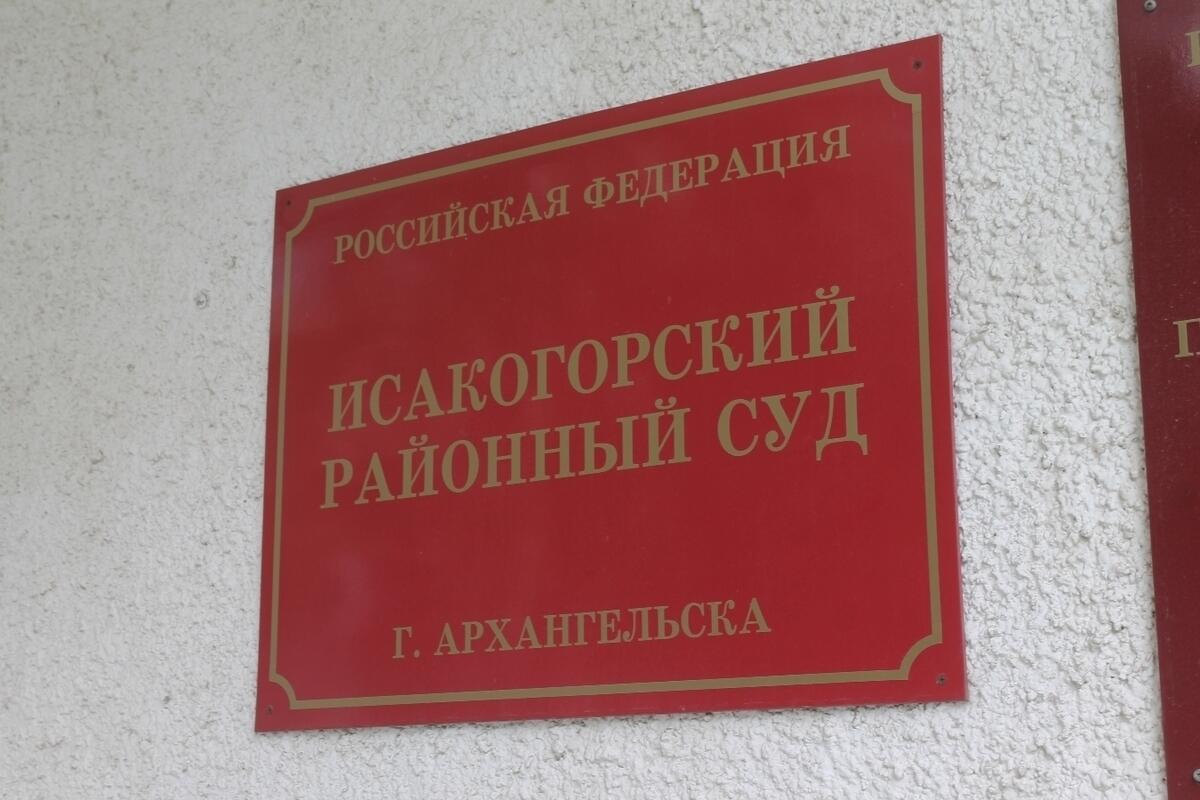 РОССИЙСКАЯ ФЕДЕРАЦИЯ
ИСАКОГОРСКИЙ
РАЙОННЫЙ СУД
Г. АРХАНГЕЛЬСКА